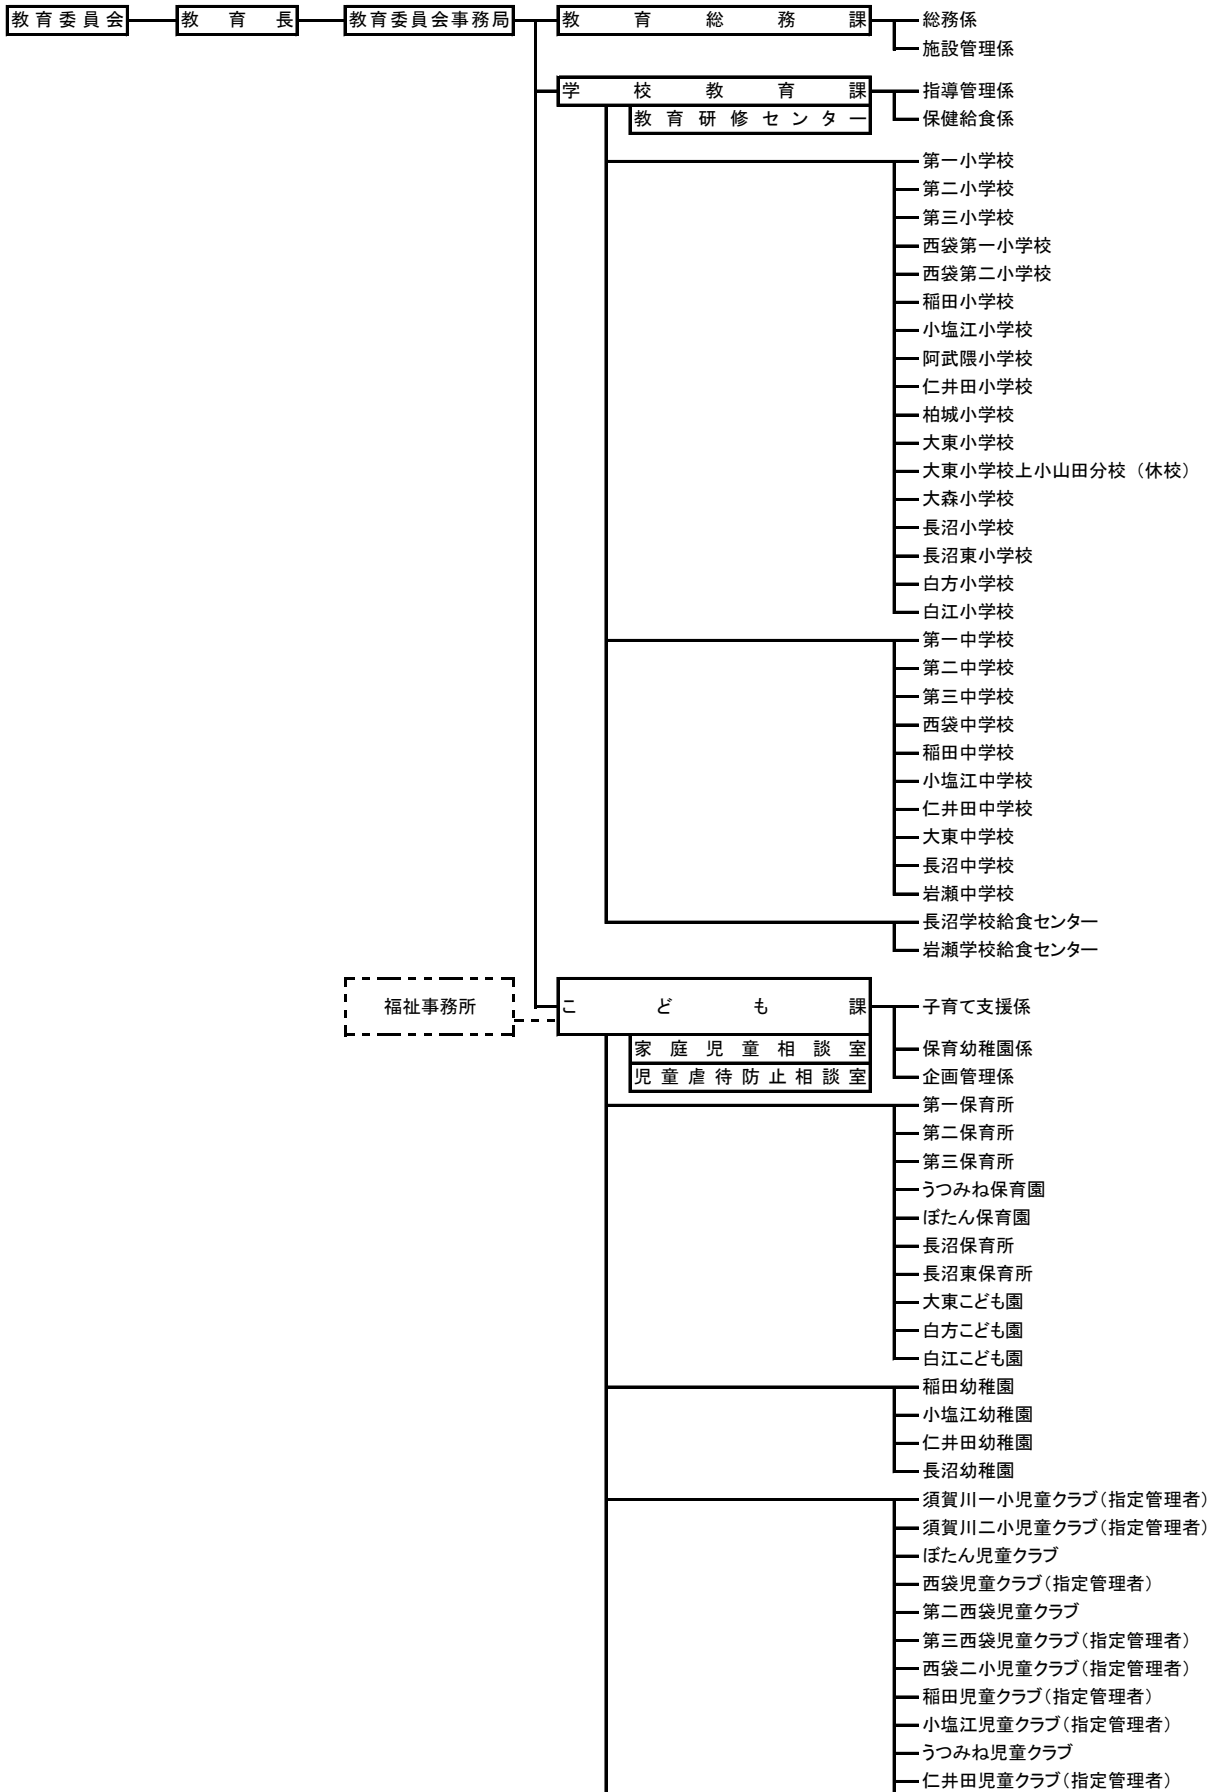 教育委員会 教育長 教育委員会事務局 教育総務課 総務係
施設管理係
学校教育課 指導管理係
教育研修センター 保健給食係
第一小学校
第二小学校
第三小学校
西袋第一小学校
西袋第二小学校
稲田小学校
小塩江小学校
阿武隈小学校
仁井田小学校
柏城小学校
大東小学校
大東小学校上小山田分校（休校）
大森小学校
長沼小学校
長沼東小学校
白方小学校
白江小学校
第一中学校
第二中学校
第三中学校
西袋中学校
稲田中学校
小塩江中学校
仁井田中学校
大東中学校
長沼中学校
岩瀬中学校
長沼学校給食センター
岩瀬学校給食センター
福祉事務所 こども課 子育て支援係
家庭児童相談室 保育幼稚園係
児童虐待防止相談室 企画管理係
第一保育所
第二保育所
第三保育所
うつみね保育園
ぼたん保育園
長沼保育所
長沼東保育所
大東こども園
白方こども園
白江こども園
稲田幼稚園
小塩江幼稚園
仁井田幼稚園
長沼幼稚園
須賀川一小児童クラブ（指定管理者）
須賀川二小児童クラブ（指定管理者）
ぼたん児童クラブ
西袋児童クラブ（指定管理者）
第二西袋児童クラブ
第三西袋児童クラブ（指定管理者）
西袋二小児童クラブ（指定管理者）
稲田児童クラブ（指定管理者）
小塩江児童クラブ（指定管理者）
うつみね児童クラブ
仁井田児童クラブ（指定管理者）